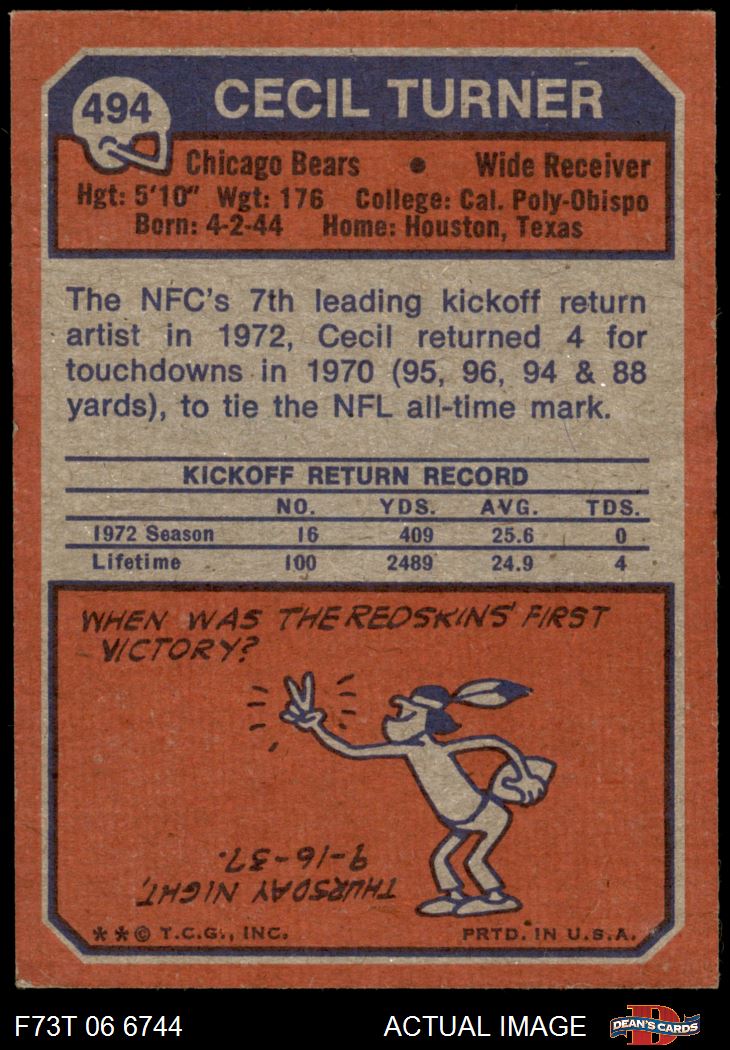 494
CECIL TURNER
Chicago Bears • Wide Receiver
Hgt: 5'10" Wgt: 176 College: Cal. Poly-Obispo
Born: 4-2-44 Home: Houston, Texas
The NFC's 7th leading kickoff return
artist in 1972, Cecil returned 4 for
touchdowns in 1970 (95, 96, 94 & 88
yards), to tie the NFL all-time mark.
KICKOFF RETURN RECORD
NO. YDS. AVG. TDS.
1972 Season 16 409 25.6 0
Lifetime 100 2489 24.9 4
WHEN WAS THE REDSKINS' FIRST
VICTORY?
THURSDAY NIGHT,
9-16-37.
**© T.C.G., INC. PRTD. IN U.S.A.
F73T 06 6744 ACTUAL IMAGE D DEAN'S CARDS